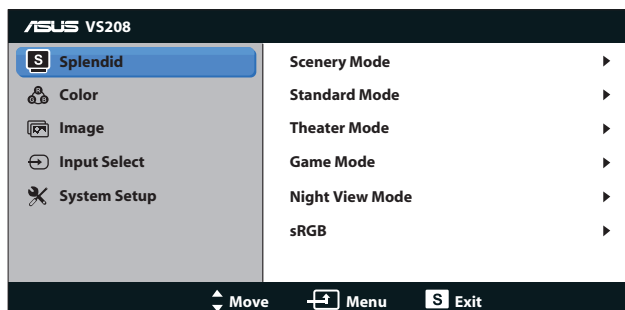 ASUS VS208
S Splendid
Color
Image
Input Select
System Setup
Scenery Mode
Standard Mode
Theater Mode
Game Mode
Night View Mode
sRGB
Move Menu S Exit